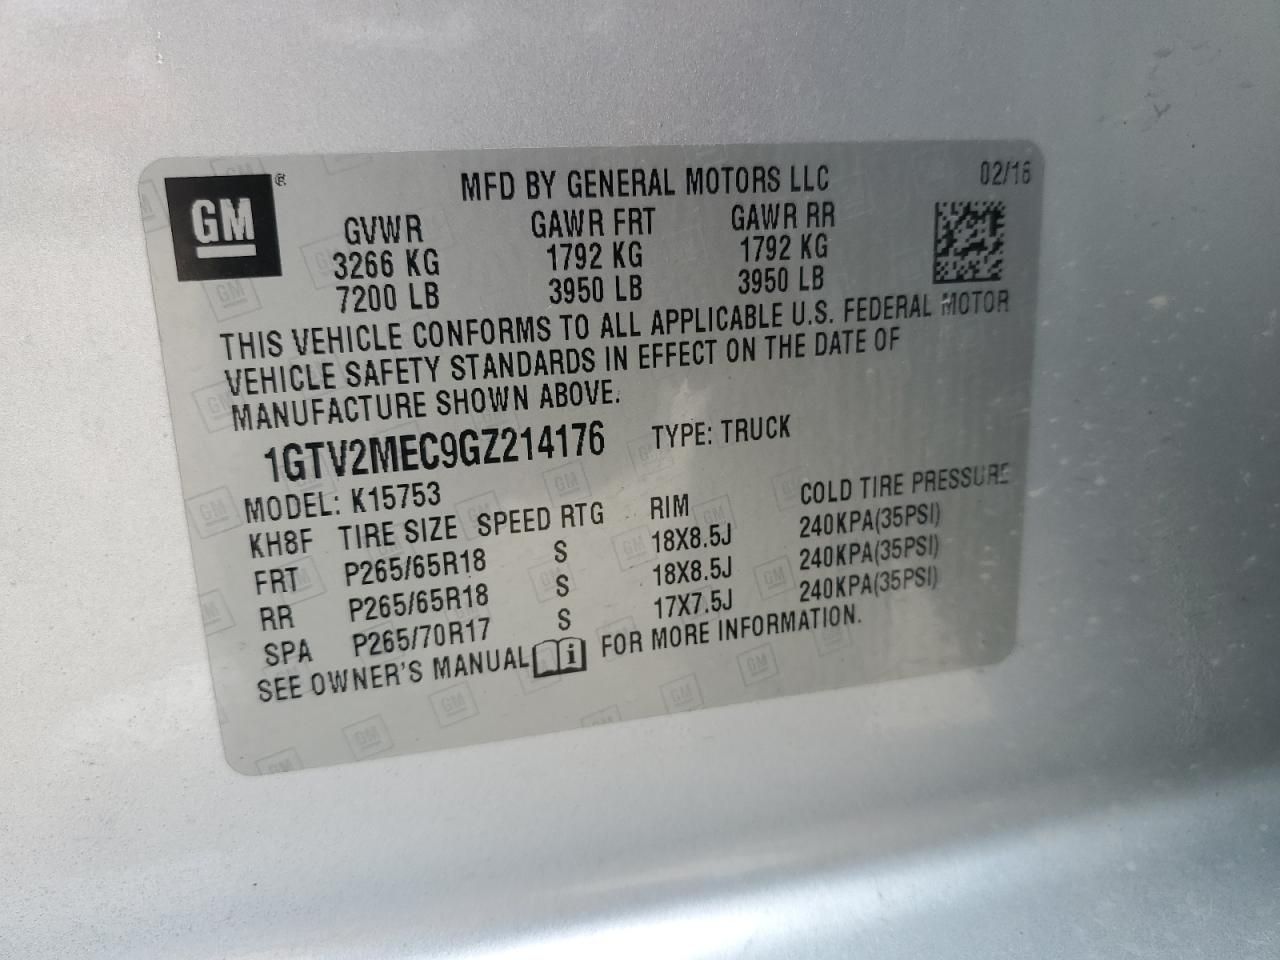 GM ®
MFD BY GENERAL MOTORS LLC 02/16
GVWR GAWR FRT GAWR RR
3266 KG 1792 KG 1792 KG
7200 LB 3950 LB 3950 LB
THIS VEHICLE CONFORMS TO ALL APPLICABLE U.S. FEDERAL MOTOR
VEHICLE SAFETY STANDARDS IN EFFECT ON THE DATE OF
MANUFACTURE SHOWN ABOVE.
1GTV2MEC9GZ214176 TYPE: TRUCK
MODEL: K15753
KH8F TIRE SIZE SPEED RTG RIM COLD TIRE PRESSURE
FRT P265/65R18 S 18X8.5J 240KPA(35PSI)
RR P265/65R18 S 18X8.5J 240KPA(35PSI)
SPA P265/70R17 S 17X7.5J 240KPA(35PSI)
SEE OWNER'S MANUAL i FOR MORE INFORMATION.